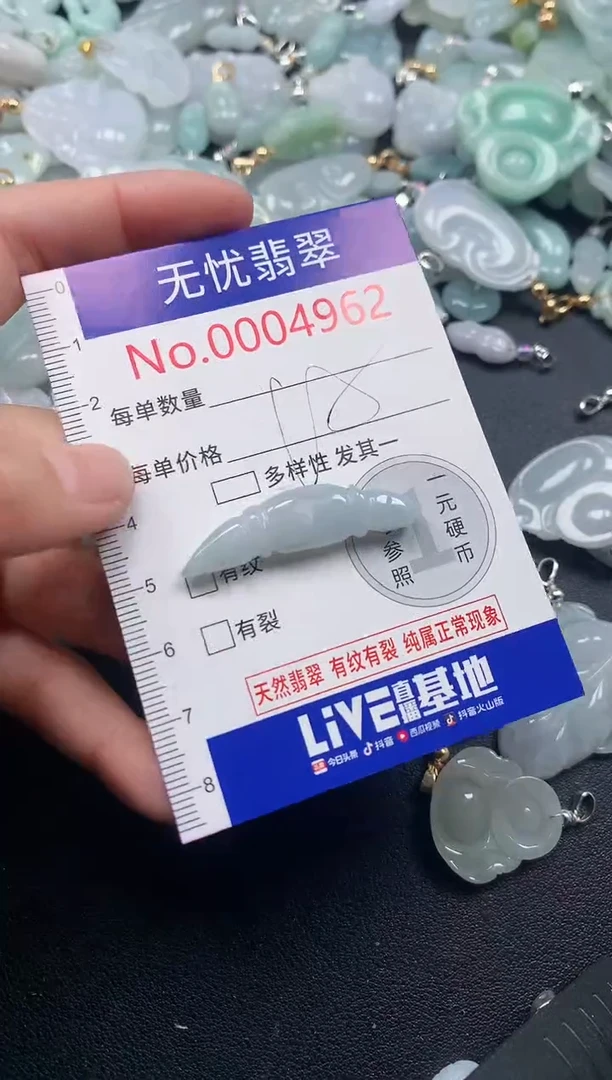 无忧翡翠
No.0004962
0
1
2
每单数量
每单价格
多样性 发其一
4
一元硬币
参照
5
有纹
有裂
6
天然翡翠 有纹有裂 纯属正常现象
7
LiVE直播基地
8
今日头条 抖音 西瓜视频 抖音火山版